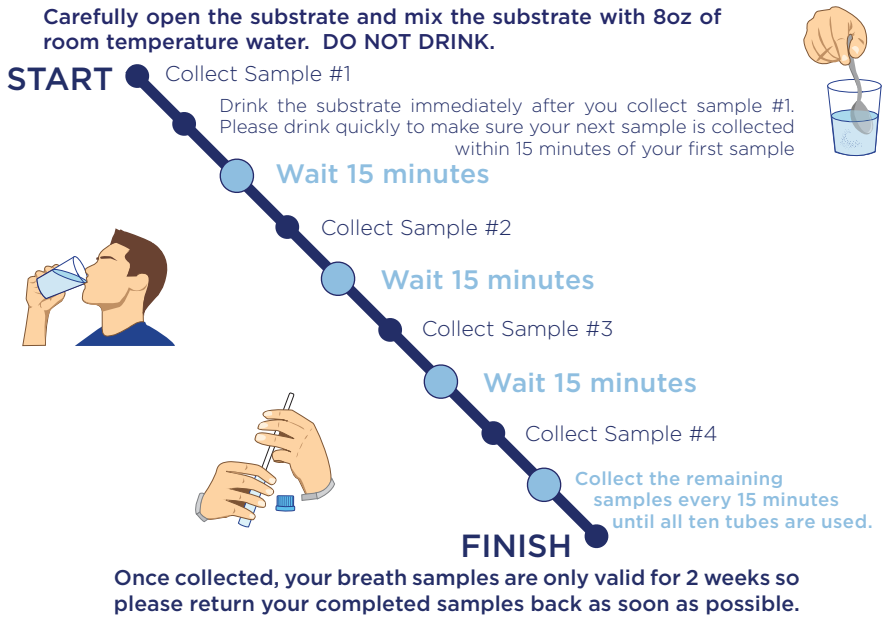 Carefully open the substrate and mix the substrate with 8oz of
room temperature water.  DO NOT DRINK.
START
Collect Sample #1
Drink the substrate immediately after you collect sample #1.
Please drink quickly to make sure your next sample is collected
within 15 minutes of your first sample
Wait 15 minutes
Collect Sample #2
Wait 15 minutes
Collect Sample #3
Wait 15 minutes
Collect Sample #4
Collect the remaining
samples every 15 minutes
until all ten tubes are used.
FINISH
Once collected, your breath samples are only valid for 2 weeks so
please return your completed samples back as soon as possible.